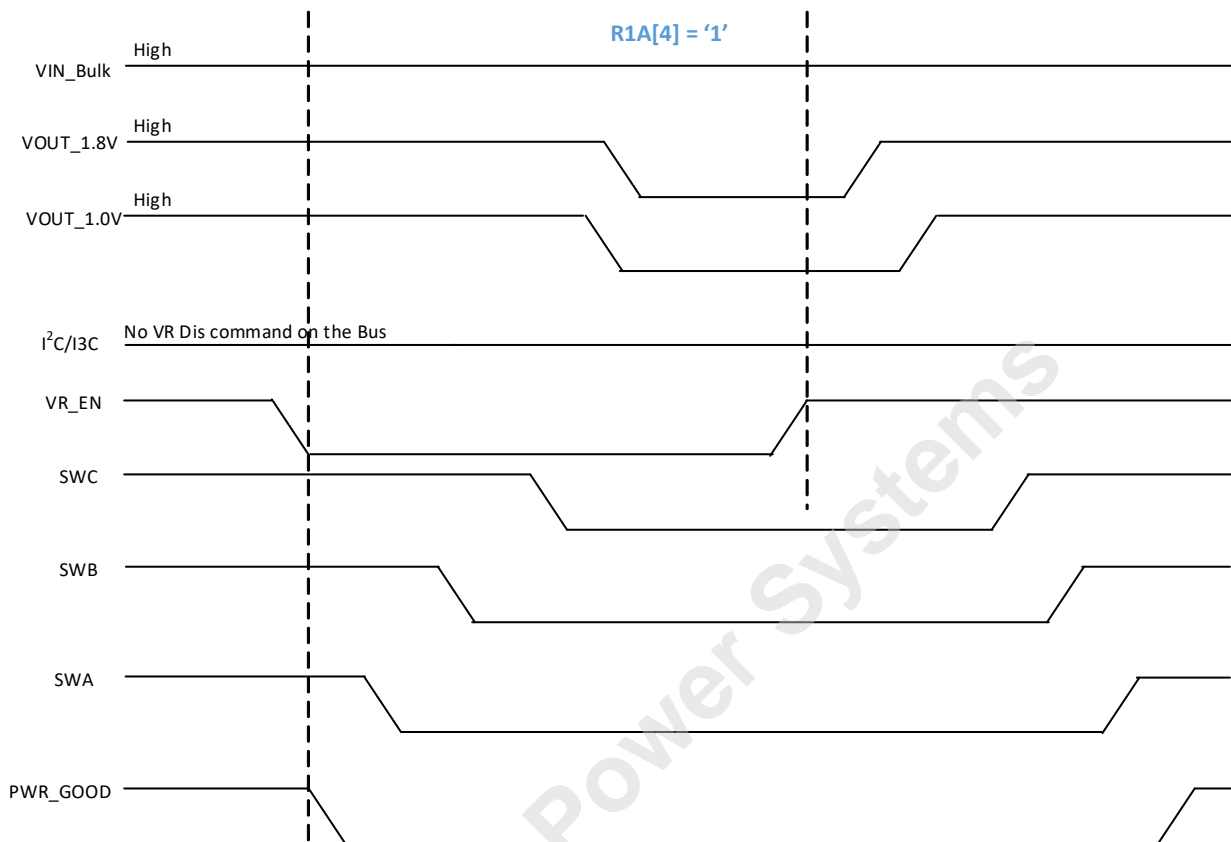 R1A[4] = ‘1’
High
VIN_Bulk
High
VOUT_1.8V
High
VOUT_1.0V
No VR Dis command on the Bus
I²C/I3C
VR_EN
SWC
SWB
SWA
PWR_GOOD
Power Systems